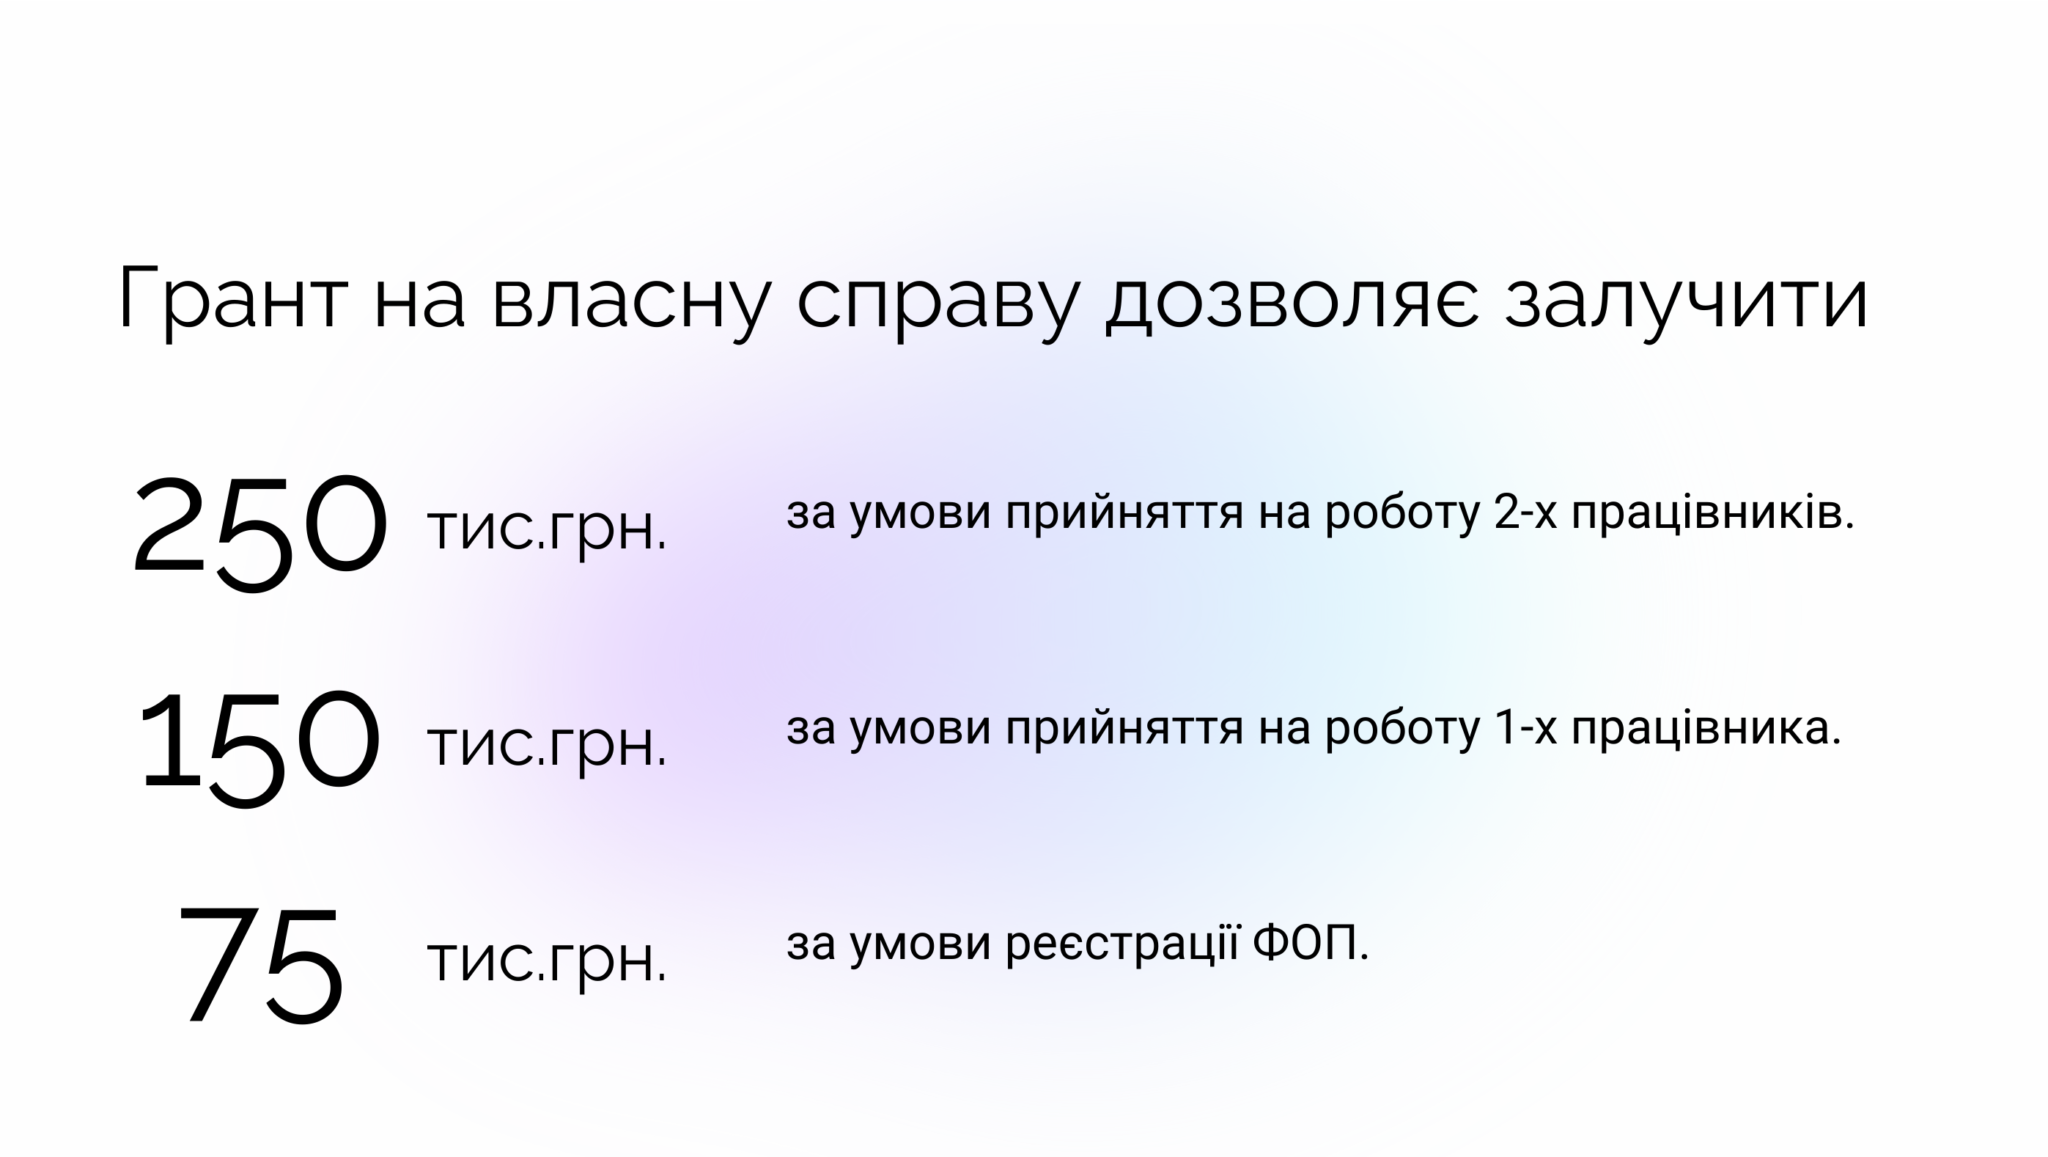 Грант на власну справу дозволяє залучити
250 тис.грн. за умови прийняття на роботу 2-х працівників.
150 тис.грн. за умови прийняття на роботу 1-х працівника.
75 тис.грн. за умови реєстрації ФОП.